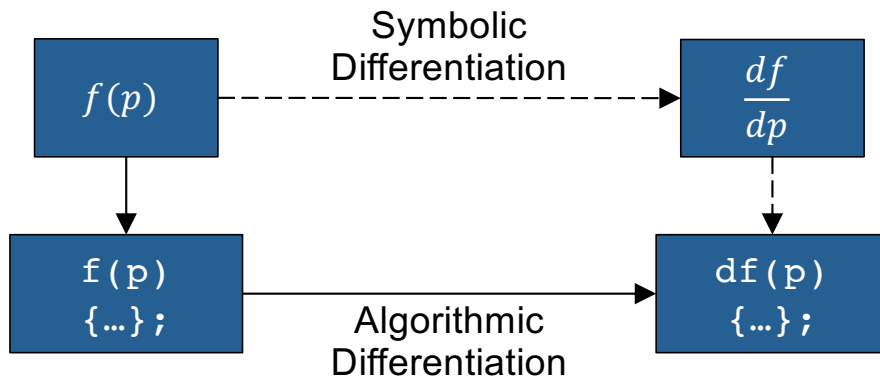 Symbolic
Differentiation
f(p)
df
dp
f(p)
{…};
df(p)
{…};
Algorithmic
Differentiation